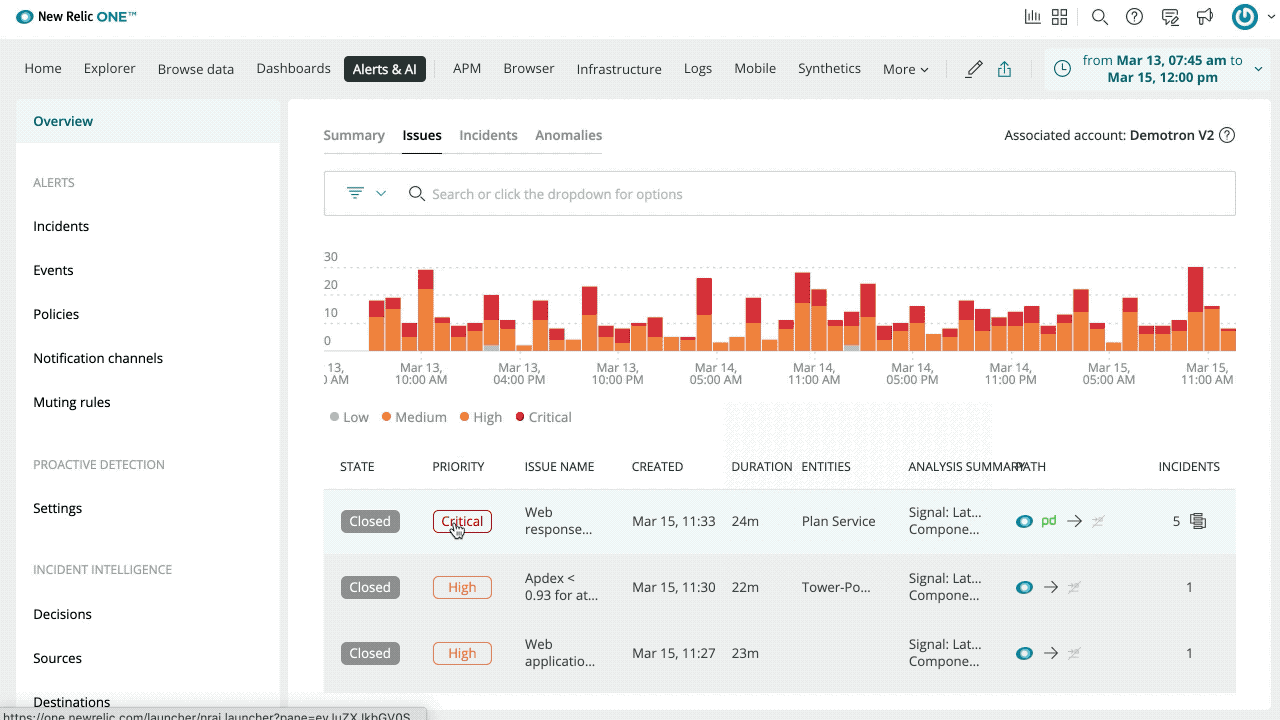 New Relic ONE™
Home Explorer Browse data Dashboards Alerts & AI APM Browser Infrastructure Logs Mobile Synthetics More
from Mar 13, 07:45 am to
Mar 15, 12:00 pm
Overview
ALERTS
Incidents
Events
Policies
Notification channels
Muting rules
PROACTIVE DETECTION
Settings
INCIDENT INTELLIGENCE
Decisions
Sources
Destinations
Summary Issues Incidents Anomalies
Associated account: Demotron V2
Search or click the dropdown for options
30
20
10
0
13, Mar 13, Mar 13, Mar 13, Mar 14, Mar 14, Mar 14, Mar 14, Mar 15, Mar 15,
0 AM 10:00 AM 04:00 PM 10:00 PM 05:00 AM 11:00 AM 05:00 PM 11:00 PM 05:00 AM 11:00 AM
Low Medium High Critical
STATE PRIORITY ISSUE NAME CREATED DURATION ENTITIES ANALYSIS SUMMARY PATH INCIDENTS
Closed Critical Web Mar 15, 11:33 24m Plan Service Signal: Lat... pd 5
response... Compone...
Closed High Apdex < Mar 15, 11:30 22m Tower-Po... Signal: Lat... 1
0.93 for at... Compone...
Closed High Web Mar 15, 11:27 23m Signal: Lat... 1
applicatio... Compone...